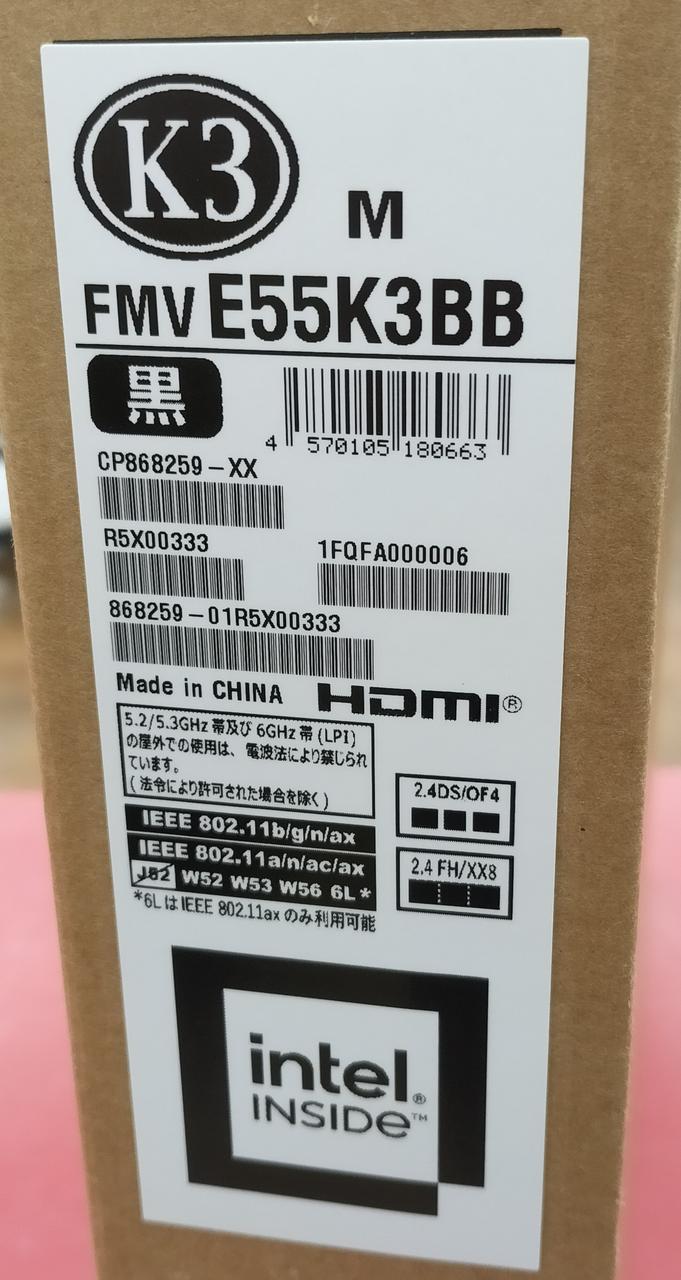 K3
M
FMV E55K3BB
黒
4 570105 180663
CP868259-XX
R5X00333
1FQFA000006
868259-01R5X00333
Made in CHINA
HDMI®
5.2/5.3GHz 帯及び 6GHz 帯 (LPI)
の屋外での使用は、電波法により禁じられ
ています。
(法令により許可された場合を除く)
2.4DS/OF4
IEEE 802.11b/g/n/ax
IEEE 802.11a/n/ac/ax
J52 W52 W53 W56 6L*
2.4 FH/XX8
*6L は IEEE 802.11ax のみ利用可能
intel®
INSIDE™